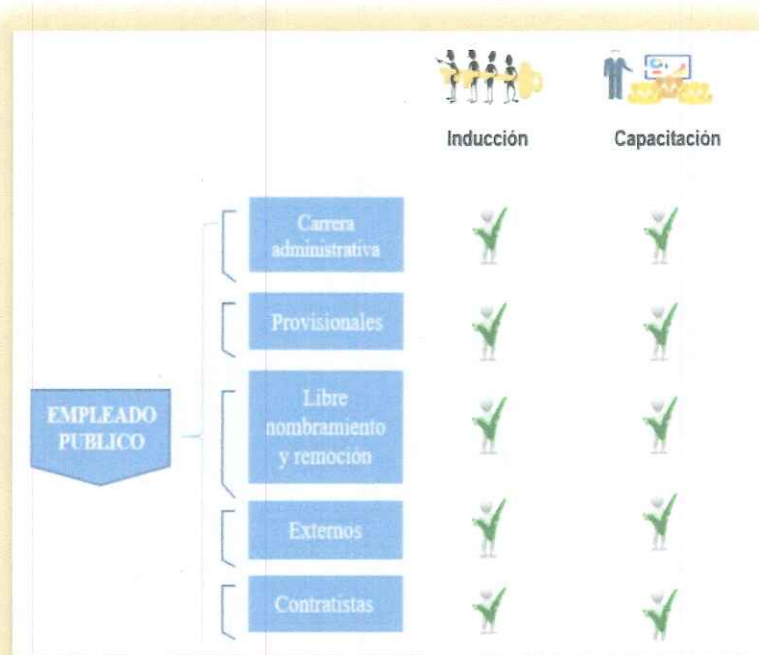 Inducción
Capacitación
Carrera
administrativa
Provisionales
EMPLEADO
PUBLICO
Libre
nombramiento
y remoción
Externos
Contratistas